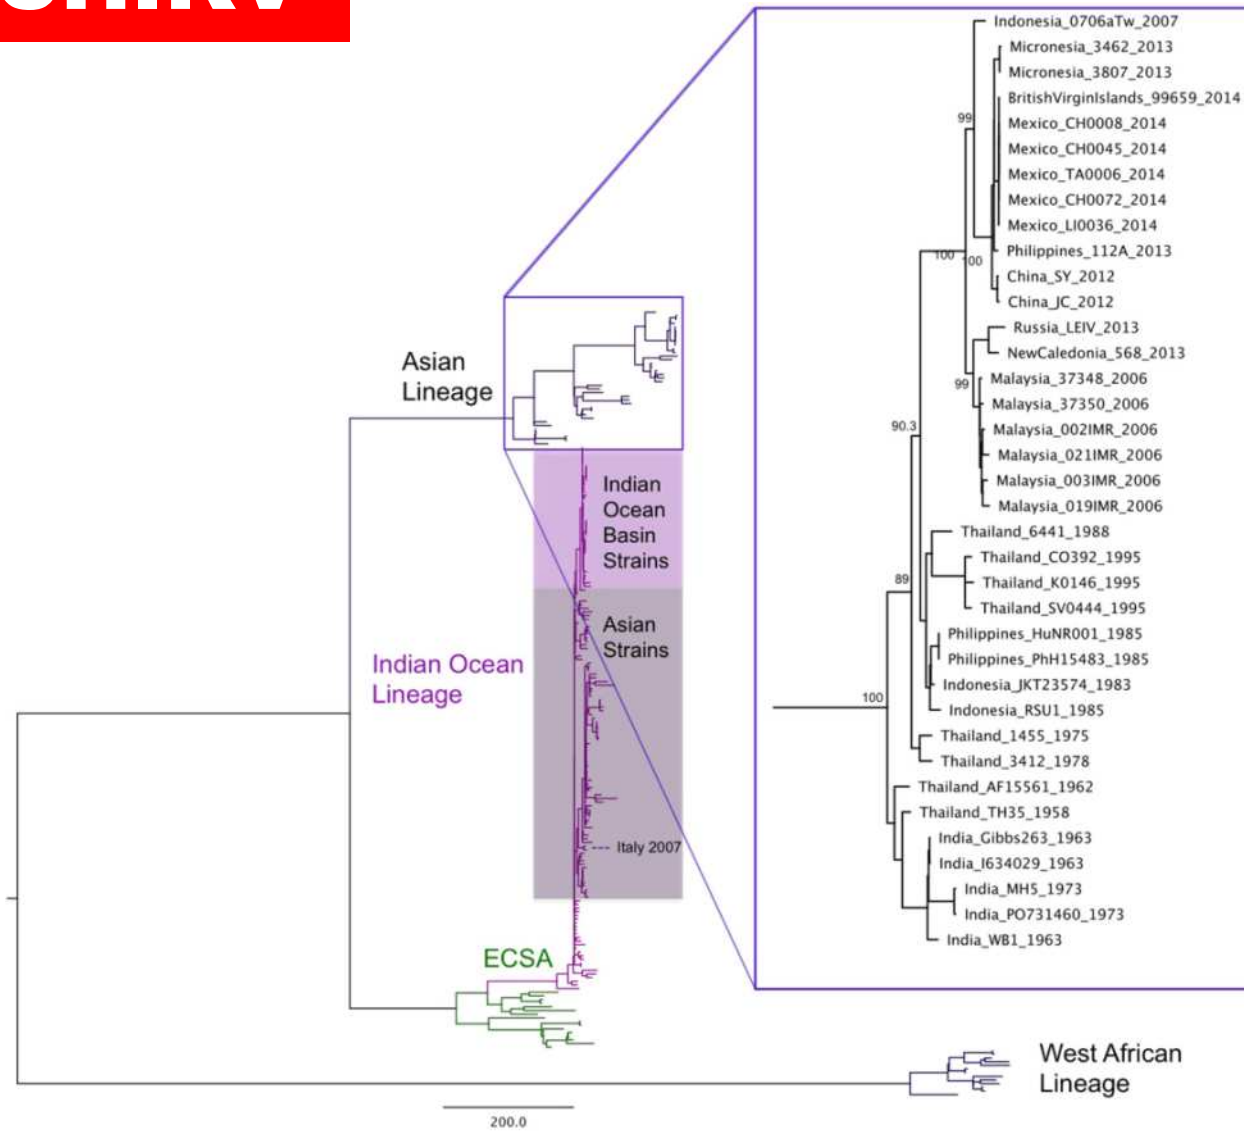 Asian
Lineage
Indian
Ocean
Basin
Strains
Asian
Strains
Indian Ocean
Lineage
Italy 2007
ECSA
West African
Lineage
200.0
99
100
00
99
90.3
89
100
Indonesia_0706aTw_2007
Micronesia_3462_2013
Micronesia_3807_2013
BritishVirginIslands_99659_2014
Mexico_CH0008_2014
Mexico_CH0045_2014
Mexico_TA0006_2014
Mexico_CH0072_2014
Mexico_LI0036_2014
Philippines_112A_2013
China_SY_2012
China_JC_2012
Russia_LEIV_2013
NewCaledonia_568_2013
Malaysia_37348_2006
Malaysia_37350_2006
Malaysia_002IMR_2006
Malaysia_021IMR_2006
Malaysia_003IMR_2006
Malaysia_019IMR_2006
Thailand_6441_1988
Thailand_CO392_1995
Thailand_K0146_1995
Thailand_SV0444_1995
Philippines_HuNR001_1985
Philippines_PhH15483_1985
Indonesia_JKT23574_1983
Indonesia_RSU1_1985
Thailand_1455_1975
Thailand_3412_1978
Thailand_AF15561_1962
Thailand_TH35_1958
India_Gibbs263_1963
India_I634029_1963
India_MH5_1973
India_PO731460_1973
India_WB1_1963